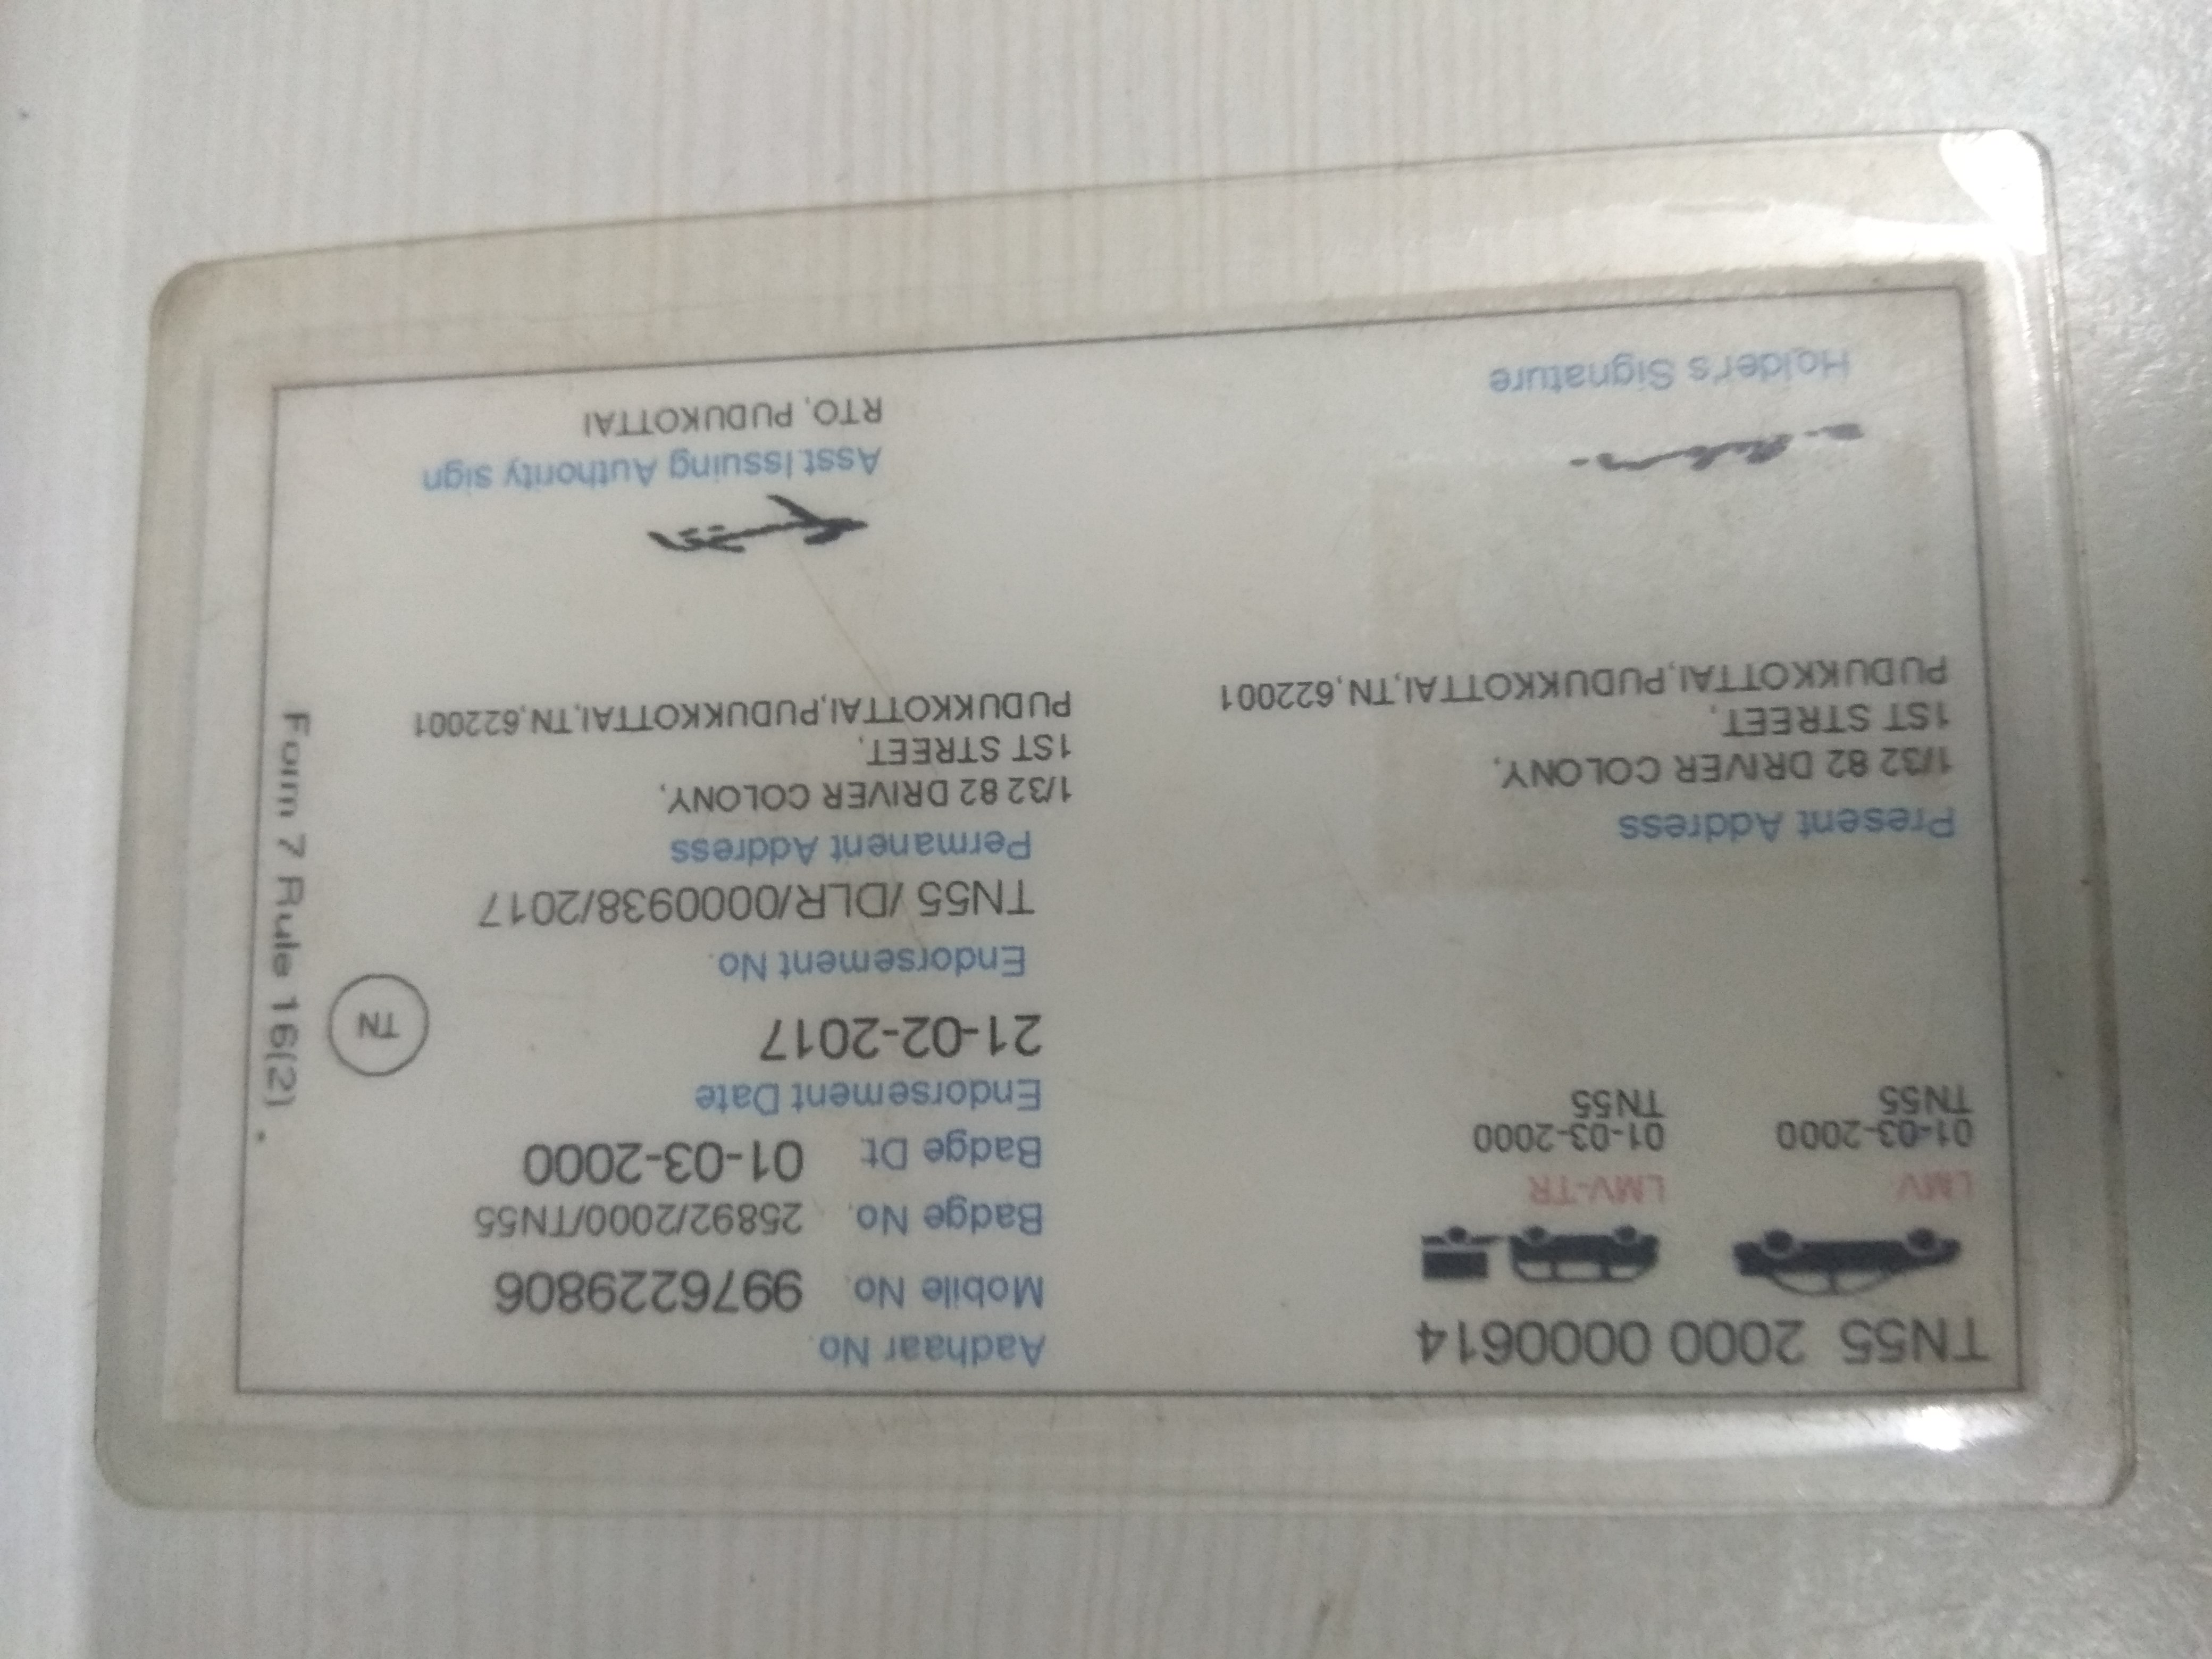 TN55 2000 0000614
LMV
01-03-2000
TN55
LMV-TR
01-03-2000
TN55
Present Address
1/32 82 DRIVER COLONY,
1ST STREET,
PUDUKKOTTAI,PUDUKKOTTAI,TN,622001
Holder's Signature
Aadhaar No.
Mobile No. 9976229806
Badge No. 25892/2000/TN55
Badge Dt 01-03-2000
Endorsement Date
21-02-2017
Endorsement No.
TN55 /DLR/0000938/2017
Permanent Address
1/32 82 DRIVER COLONY,
1ST STREET,
PUDUKKOTTAI,PUDUKKOTTAI,TN,622001
Asst Issuing Authority sign
RTO, PUDUKOTTAI
TN
Form 7 Rule 16(2)